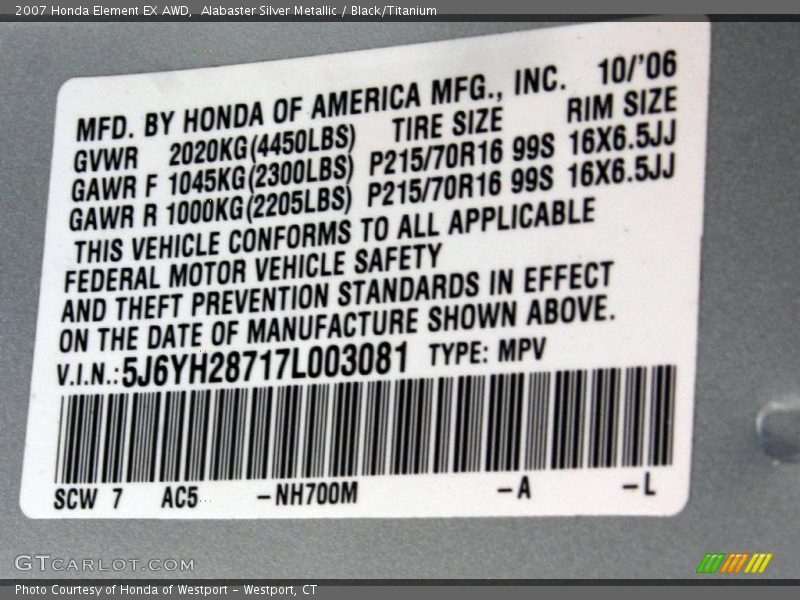 2007 Honda Element EX AWD,  Alabaster Silver Metallic / Black/Titanium
MFD. BY HONDA OF AMERICA MFG., INC. 10/'06
GVWR 2020KG(4450LBS) TIRE SIZE RIM SIZE
GAWR F 1045KG(2300LBS) P215/70R16 99S 16X6.5JJ
GAWR R 1000KG(2205LBS) P215/70R16 99S 16X6.5JJ
THIS VEHICLE CONFORMS TO ALL APPLICABLE
FEDERAL MOTOR VEHICLE SAFETY
AND THEFT PREVENTION STANDARDS IN EFFECT
ON THE DATE OF MANUFACTURE SHOWN ABOVE.
V.I.N.:5J6YH28717L003081 TYPE: MPV
SCW 7 AC5 -NH700M -A -L
GTCARLOT.COM
Photo Courtesy of Honda of Westport - Westport, CT